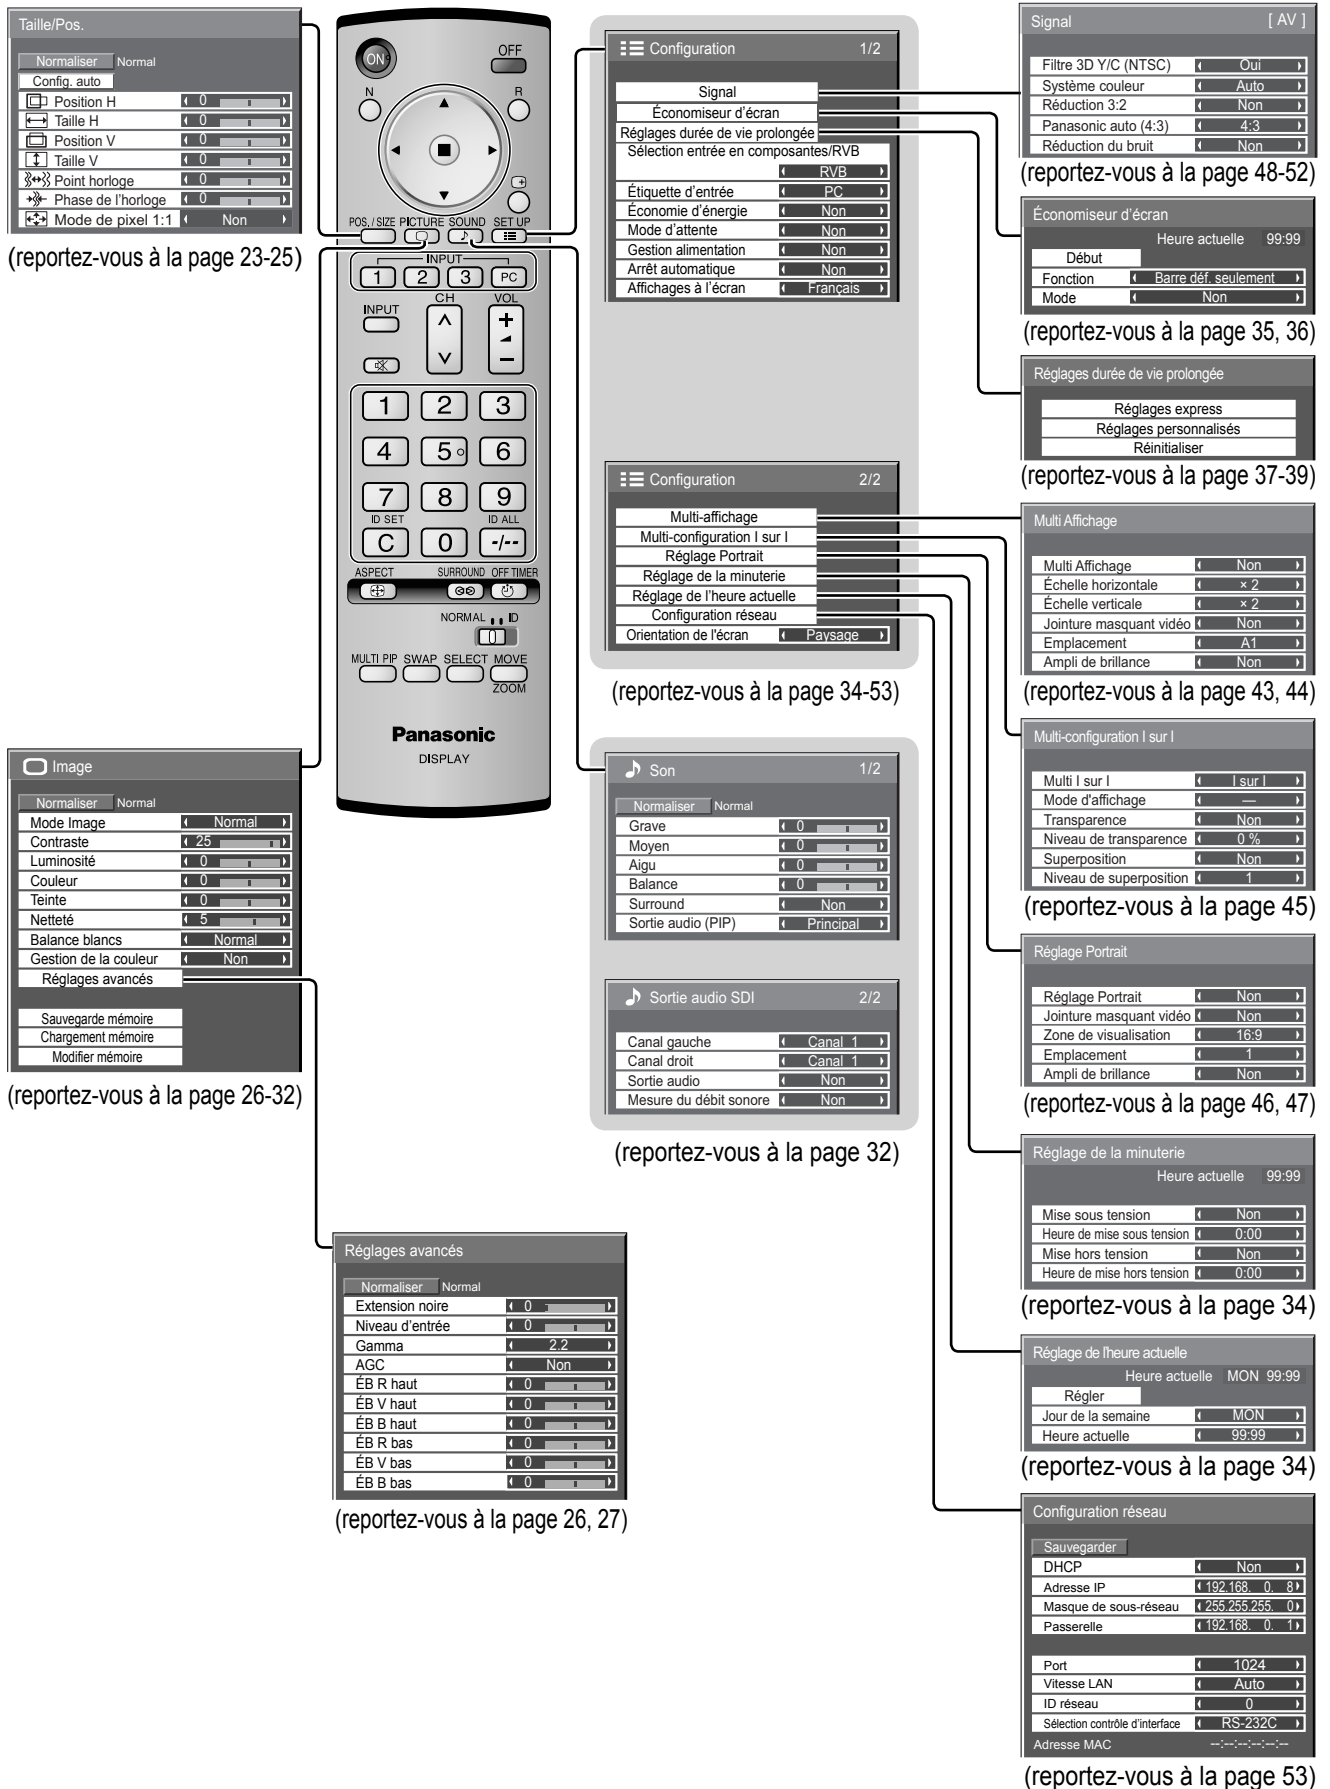 Taille/Pos.
Normaliser Normal
Config. auto
Position H 0
Taille H 0
Position V 0
Taille V 0
Point horloge 0
Phase de l'horloge 0
Mode de pixel 1:1 Non
(reportez-vous à la page 23-25)
ON
OFF
N
R
POS. / SIZE PICTURE SOUND SET UP
INPUT
1 2 3 PC
INPUT
CH
VOL
1 2 3
4 5 6
7 8 9
ID SET
ID ALL
C 0 -/--
ASPECT
SURROUND OFF TIMER
NORMAL ID
MULTI PIP SWAP SELECT MOVE
ZOOM
Panasonic
DISPLAY
Image
Normaliser Normal
Mode Image Normal
Contraste 25
Luminosité 0
Couleur 0
Teinte 0
Netteté 5
Balance blancs Normal
Gestion de la couleur Non
Réglages avancés
Sauvegarde mémoire
Chargement mémoire
Modifier mémoire
(reportez-vous à la page 26-32)
Réglages avancés
Normaliser Normal
Extension noire 0
Niveau d'entrée 0
Gamma 2.2
AGC Non
ÉB R haut 0
ÉB V haut 0
ÉB B haut 0
ÉB R bas 0
ÉB V bas 0
ÉB B bas 0
(reportez-vous à la page 26, 27)
Configuration 1/2
Signal
Économiseur d'écran
Réglages durée de vie prolongée
Sélection entrée en composantes/RVB
RVB
Étiquette d'entrée PC
Économie d'énergie Non
Mode d'attente Non
Gestion alimentation Non
Arrêt automatique Non
Affichages à l'écran Français
Configuration 2/2
Multi-affichage
Multi-configuration I sur I
Réglage Portrait
Réglage de la minuterie
Réglage de l'heure actuelle
Configuration réseau
Orientation de l'écran Paysage
(reportez-vous à la page 34-53)
Son 1/2
Normaliser Normal
Grave 0
Moyen 0
Aigu 0
Balance 0
Surround Non
Sortie audio (PIP) Principal
Sortie audio SDI 2/2
Canal gauche Canal 1
Canal droit Canal 1
Sortie audio Non
Mesure du débit sonore Non
(reportez-vous à la page 32)
Signal [ AV ]
Filtre 3D Y/C (NTSC) Oui
Système couleur Auto
Réduction 3:2 Non
Panasonic auto (4:3) 4:3
Réduction du bruit Non
(reportez-vous à la page 48-52)
Économiseur d'écran
Heure actuelle 99:99
Début
Fonction Barre déf. seulement
Mode Non
(reportez-vous à la page 35, 36)
Réglages durée de vie prolongée
Réglages express
Réglages personnalisés
Réinitialiser
(reportez-vous à la page 37-39)
Multi Affichage
Multi Affichage Non
Échelle horizontale × 2
Échelle verticale × 2
Jointure masquant vidéo Non
Emplacement A1
Ampli de brillance Non
(reportez-vous à la page 43, 44)
Multi-configuration I sur I
Multi I sur I I sur I
Mode d'affichage —
Transparence Non
Niveau de transparence 0 %
Superposition Non
Niveau de superposition 1
(reportez-vous à la page 45)
Réglage Portrait
Réglage Portrait Non
Jointure masquant vidéo Non
Zone de visualisation 16:9
Emplacement 1
Ampli de brillance Non
(reportez-vous à la page 46, 47)
Réglage de la minuterie
Heure actuelle 99:99
Mise sous tension Non
Heure de mise sous tension 0:00
Mise hors tension Non
Heure de mise hors tension 0:00
(reportez-vous à la page 34)
Réglage de l'heure actuelle
Heure actuelle MON 99:99
Régler
Jour de la semaine MON
Heure actuelle 99:99
(reportez-vous à la page 34)
Configuration réseau
Sauvegarder
DHCP Non
Adresse IP 192.168. 0. 8
Masque de sous-réseau 255.255.255. 0
Passerelle 192.168. 0. 1
Port 1024
Vitesse LAN Auto
ID réseau 0
Sélection contrôle d'interface RS-232C
Adresse MAC --:--:--:--:--:--
(reportez-vous à la page 53)